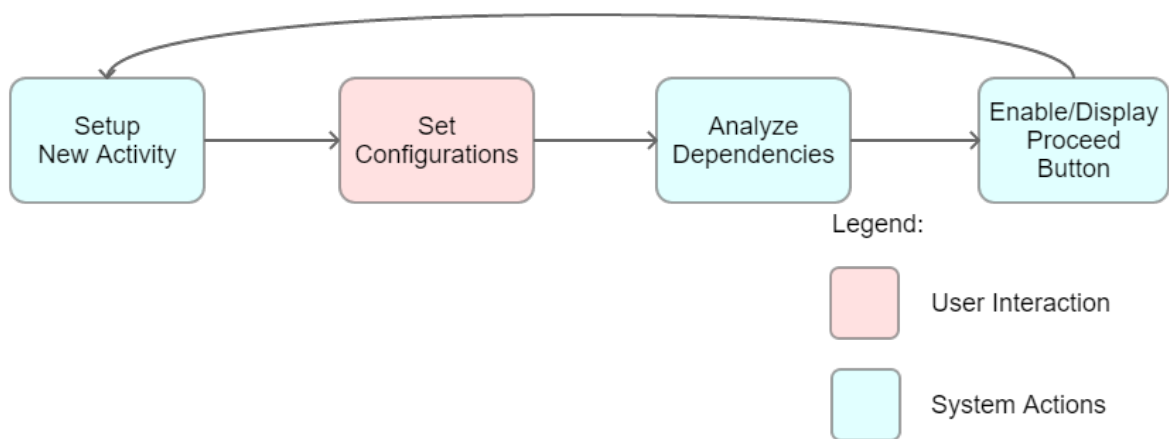 Setup
New Activity
Set
Configurations
Analyze
Dependencies
Enable/Display
Proceed
Button
Legend:
User Interaction
System Actions